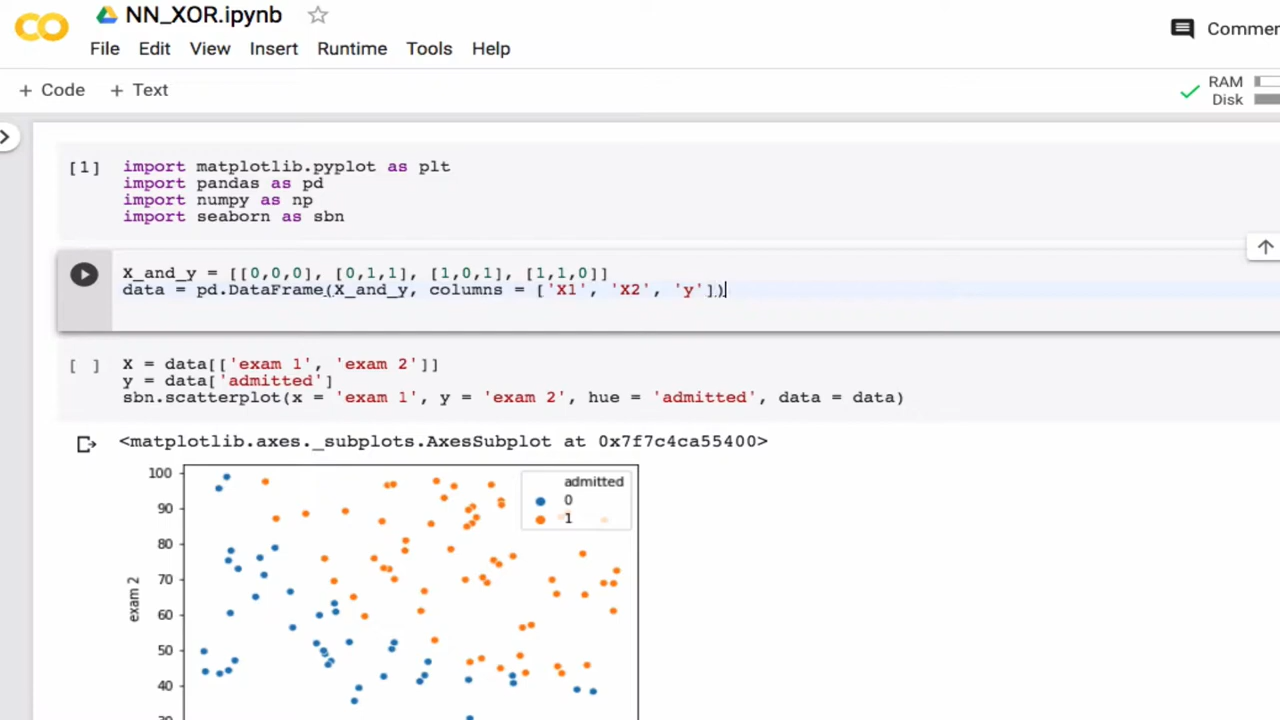 NN_XOR.ipynb
File Edit View Insert Runtime Tools Help
+ Code + Text
RAM
Disk
[1] import matplotlib.pyplot as plt
import pandas as pd
import numpy as np
import seaborn as sbn
X_and_y = [[0,0,0], [0,1,1], [1,0,1], [1,1,0]]
data = pd.DataFrame(X_and_y, columns = ['X1', 'X2', 'y'])
[ ] X = data[['exam 1', 'exam 2']]
y = data['admitted']
sbn.scatterplot(x = 'exam 1', y = 'exam 2', hue = 'admitted', data = data)
<matplotlib.axes._subplots.AxesSubplot at 0x7f7c4ca55400>
100
90
80
70
60
50
40
exam 2
admitted
0
1